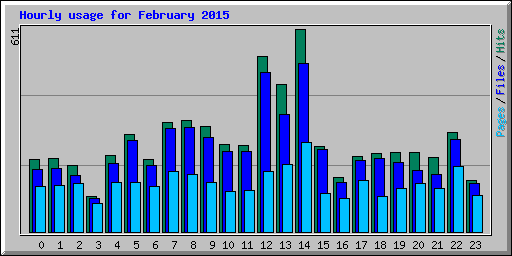 Hourly usage for February 2015
611
Pages / Files / Hits
0 1 2 3 4 5 6 7 8 9 10 11 12 13 14 15 16 17 18 19 20 21 22 23